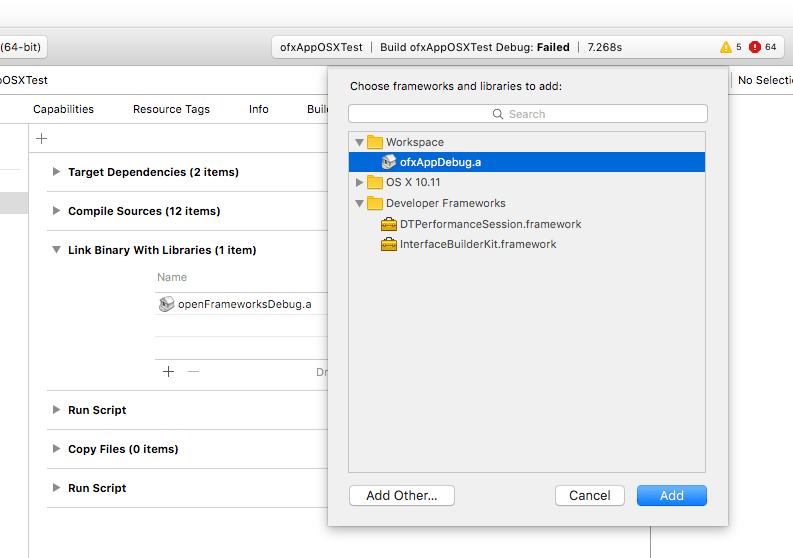 (64-bit)
ofxAppOSXTest | Build ofxAppOSXTest Debug: Failed | 7.268s
5
64
pOSXTest
No Selecti
Capabilities
Resource Tags
Info
Buil
Choose frameworks and libraries to add:
Search
Workspace
ofxAppDebug.a
OS X 10.11
Developer Frameworks
DTPerformanceSession.framework
InterfaceBuilderKit.framework
Target Dependencies (2 items)
Compile Sources (12 items)
Link Binary With Libraries (1 item)
Name
openFrameworksDebug.a
Dr
Run Script
Copy Files (0 items)
Run Script
Add Other...
Cancel
Add